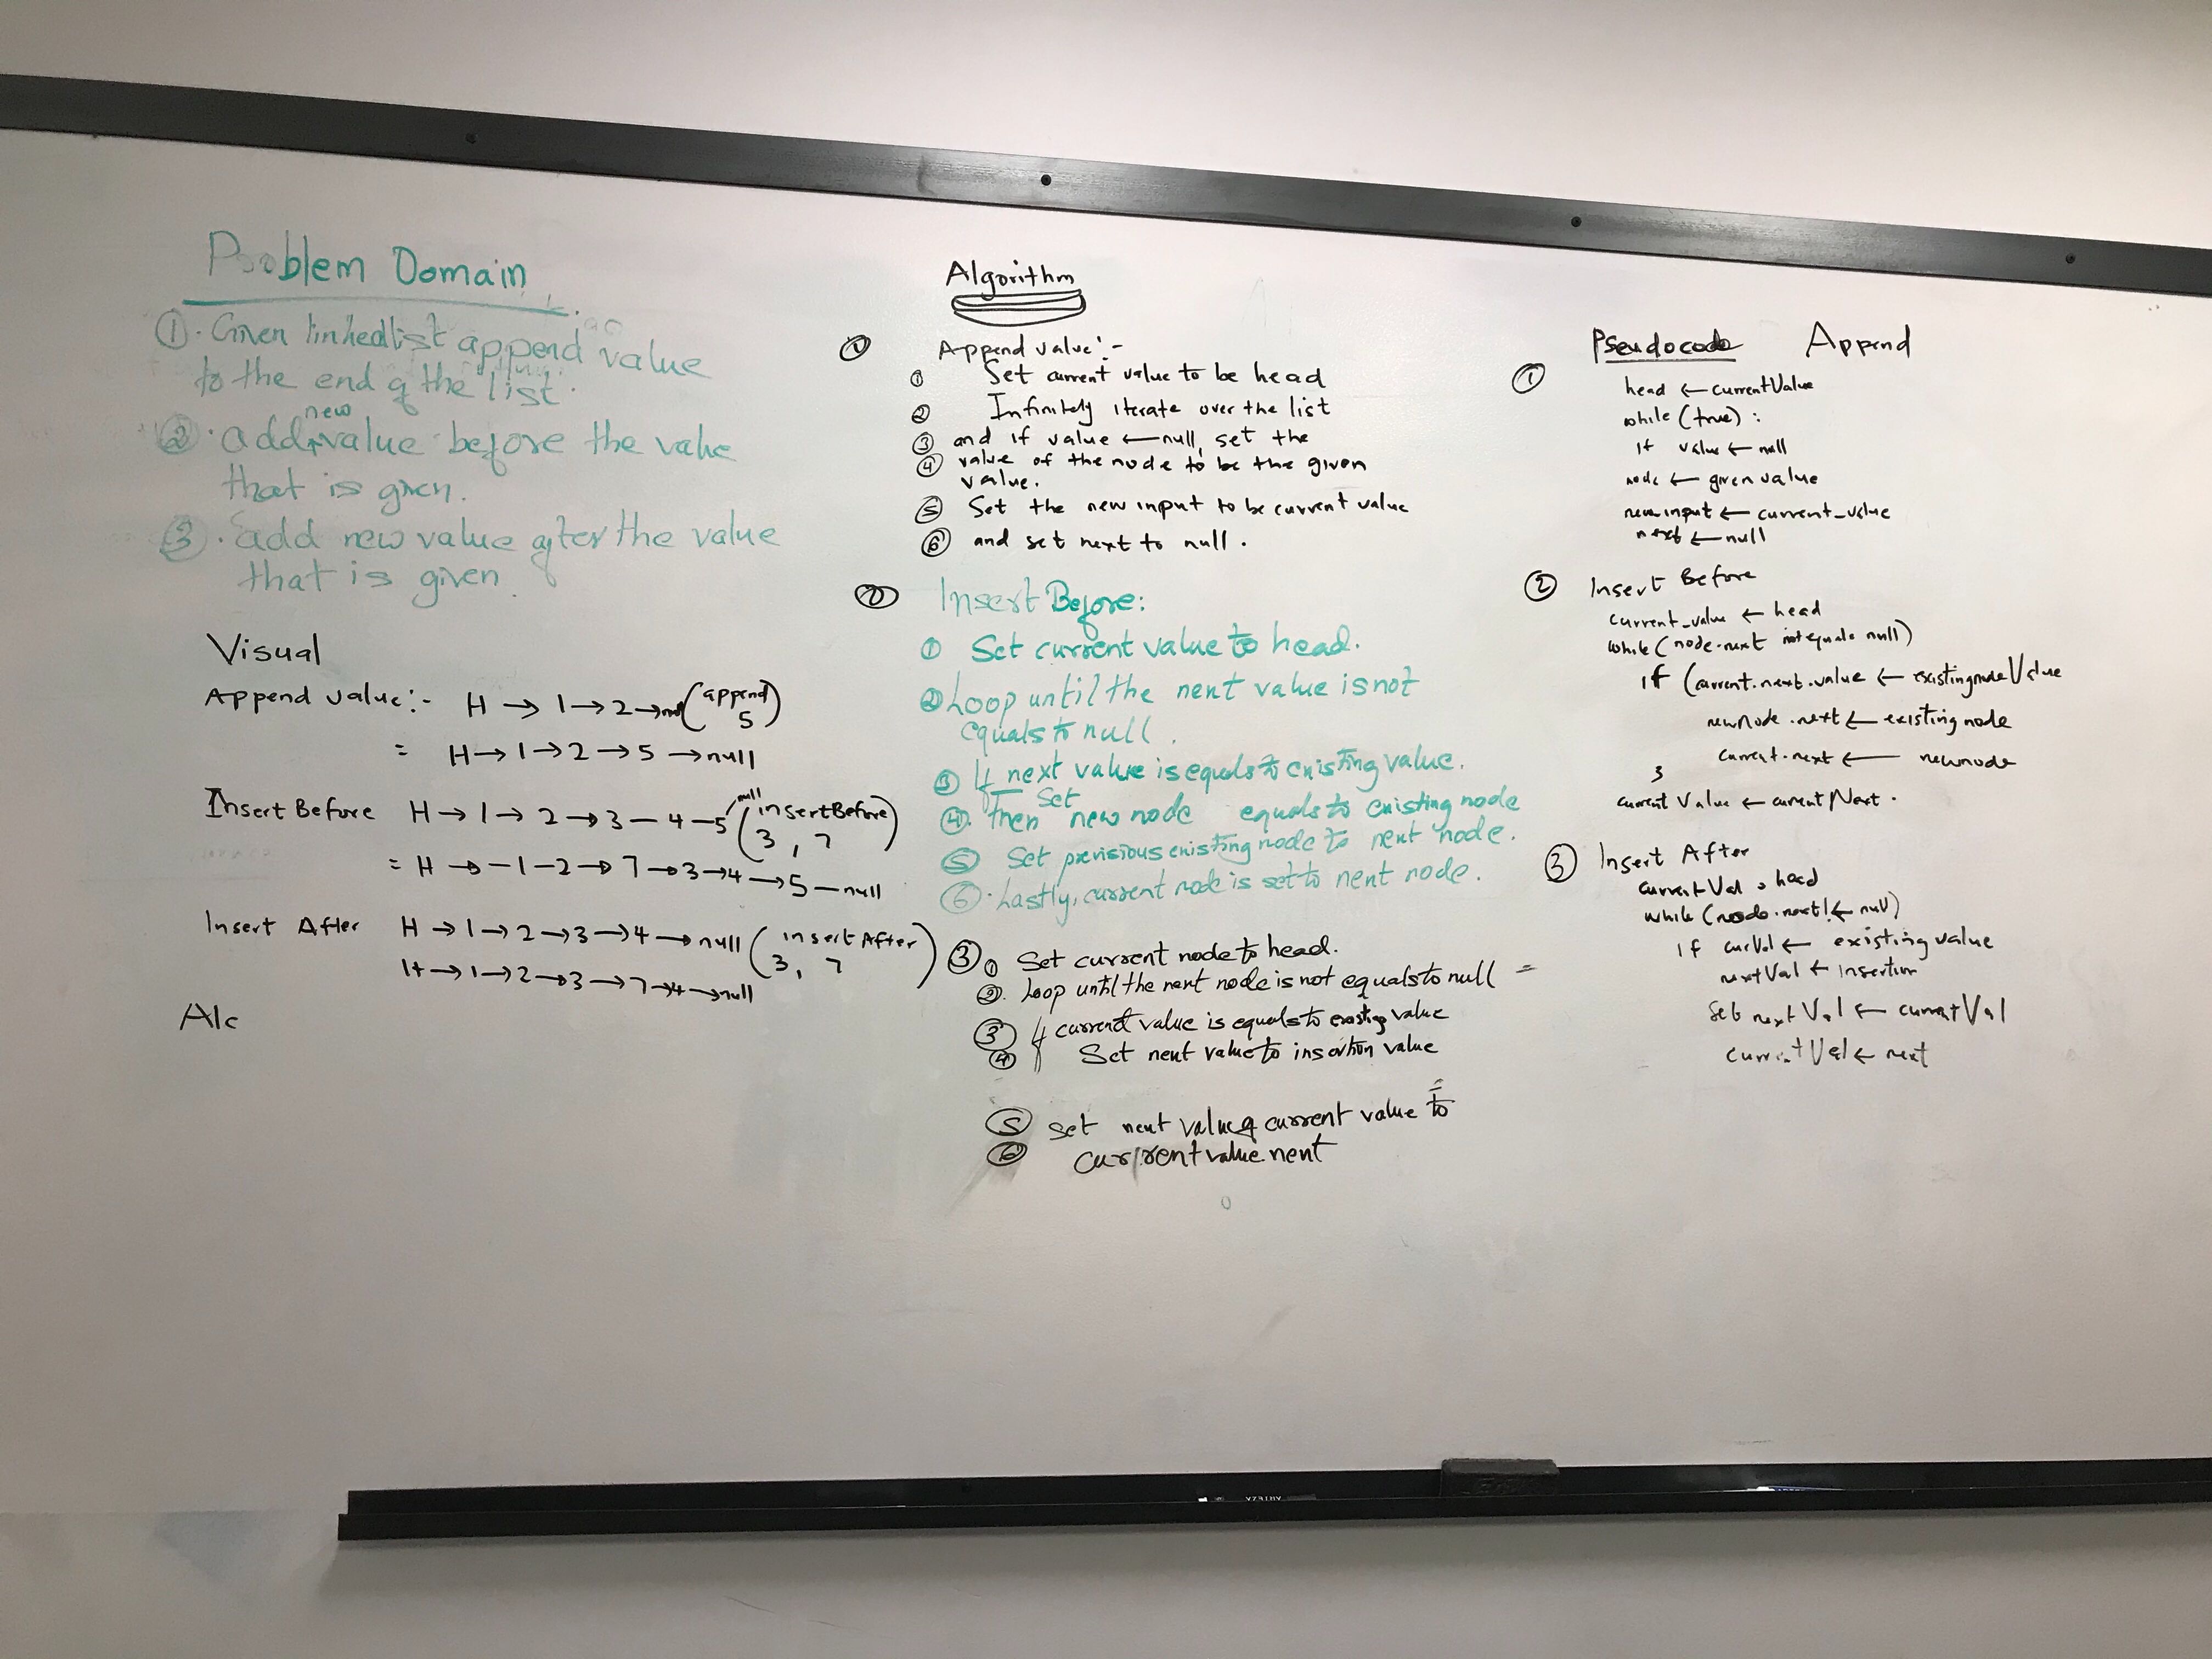 Problem Domain
① · Given linkedlist append value
to the end of the list.
new
② · add value before the value
that is given.
③ · add new value after the value
that is given.
Visual
Append value:- H → 1 → 2 → null (append 5)
= H → 1 → 2 → 5 → null
Insert Before H → 1 → 2 → 3 — 4 — 5 null (insertBefore 3, 7)
= H → - 1 — 2 → 7 → 3 → 4 → 5 — null
Insert After H → 1 → 2 → 3 → 4 → null (insertAfter 3, 7)
H → 1 → 2 → 3 → 7 → 4 → null
Alc
Algorithm
① Append value:-
① Set current value to be head
② Infinitely iterate over the list
③ and if value ← null, set the
④ value of the node to be the given
value.
⑤ Set the new input to be current value
⑥ and set next to null.
② Insert Before:
① Set current value to head.
② Loop until the next value is not
equals to null.
③ If next value is equals to existing value.
set
④ Then new node equals to existing node
⑤ Set previsious existing node to next node.
⑥ · Lastly, current node is set to next node.
③ ① Set current node to head.
②. Loop until the next node is not equals to null =
③ if current value is equals to existing value
④ Set next value to insertion value
=
⑤ set next value of current value to
⑥ current value next
Pseudocode Append
① head ← currentValue
while (true) :
if value ← null
node ← given value
new_input ← current_value
next ← null
② Insert Before
current_value ← head
while (node.next not equals null)
if (current.next.value ← existingnodeValue
newNode.next ← existing node
current.next ← newnode
}
current Value ← current Next.
③ Insert After
currentVal → head
while (node.next! ← null)
if curVal ← existing value
nextVal ← insertion
set next Val ← currentVal
currentVal ← next